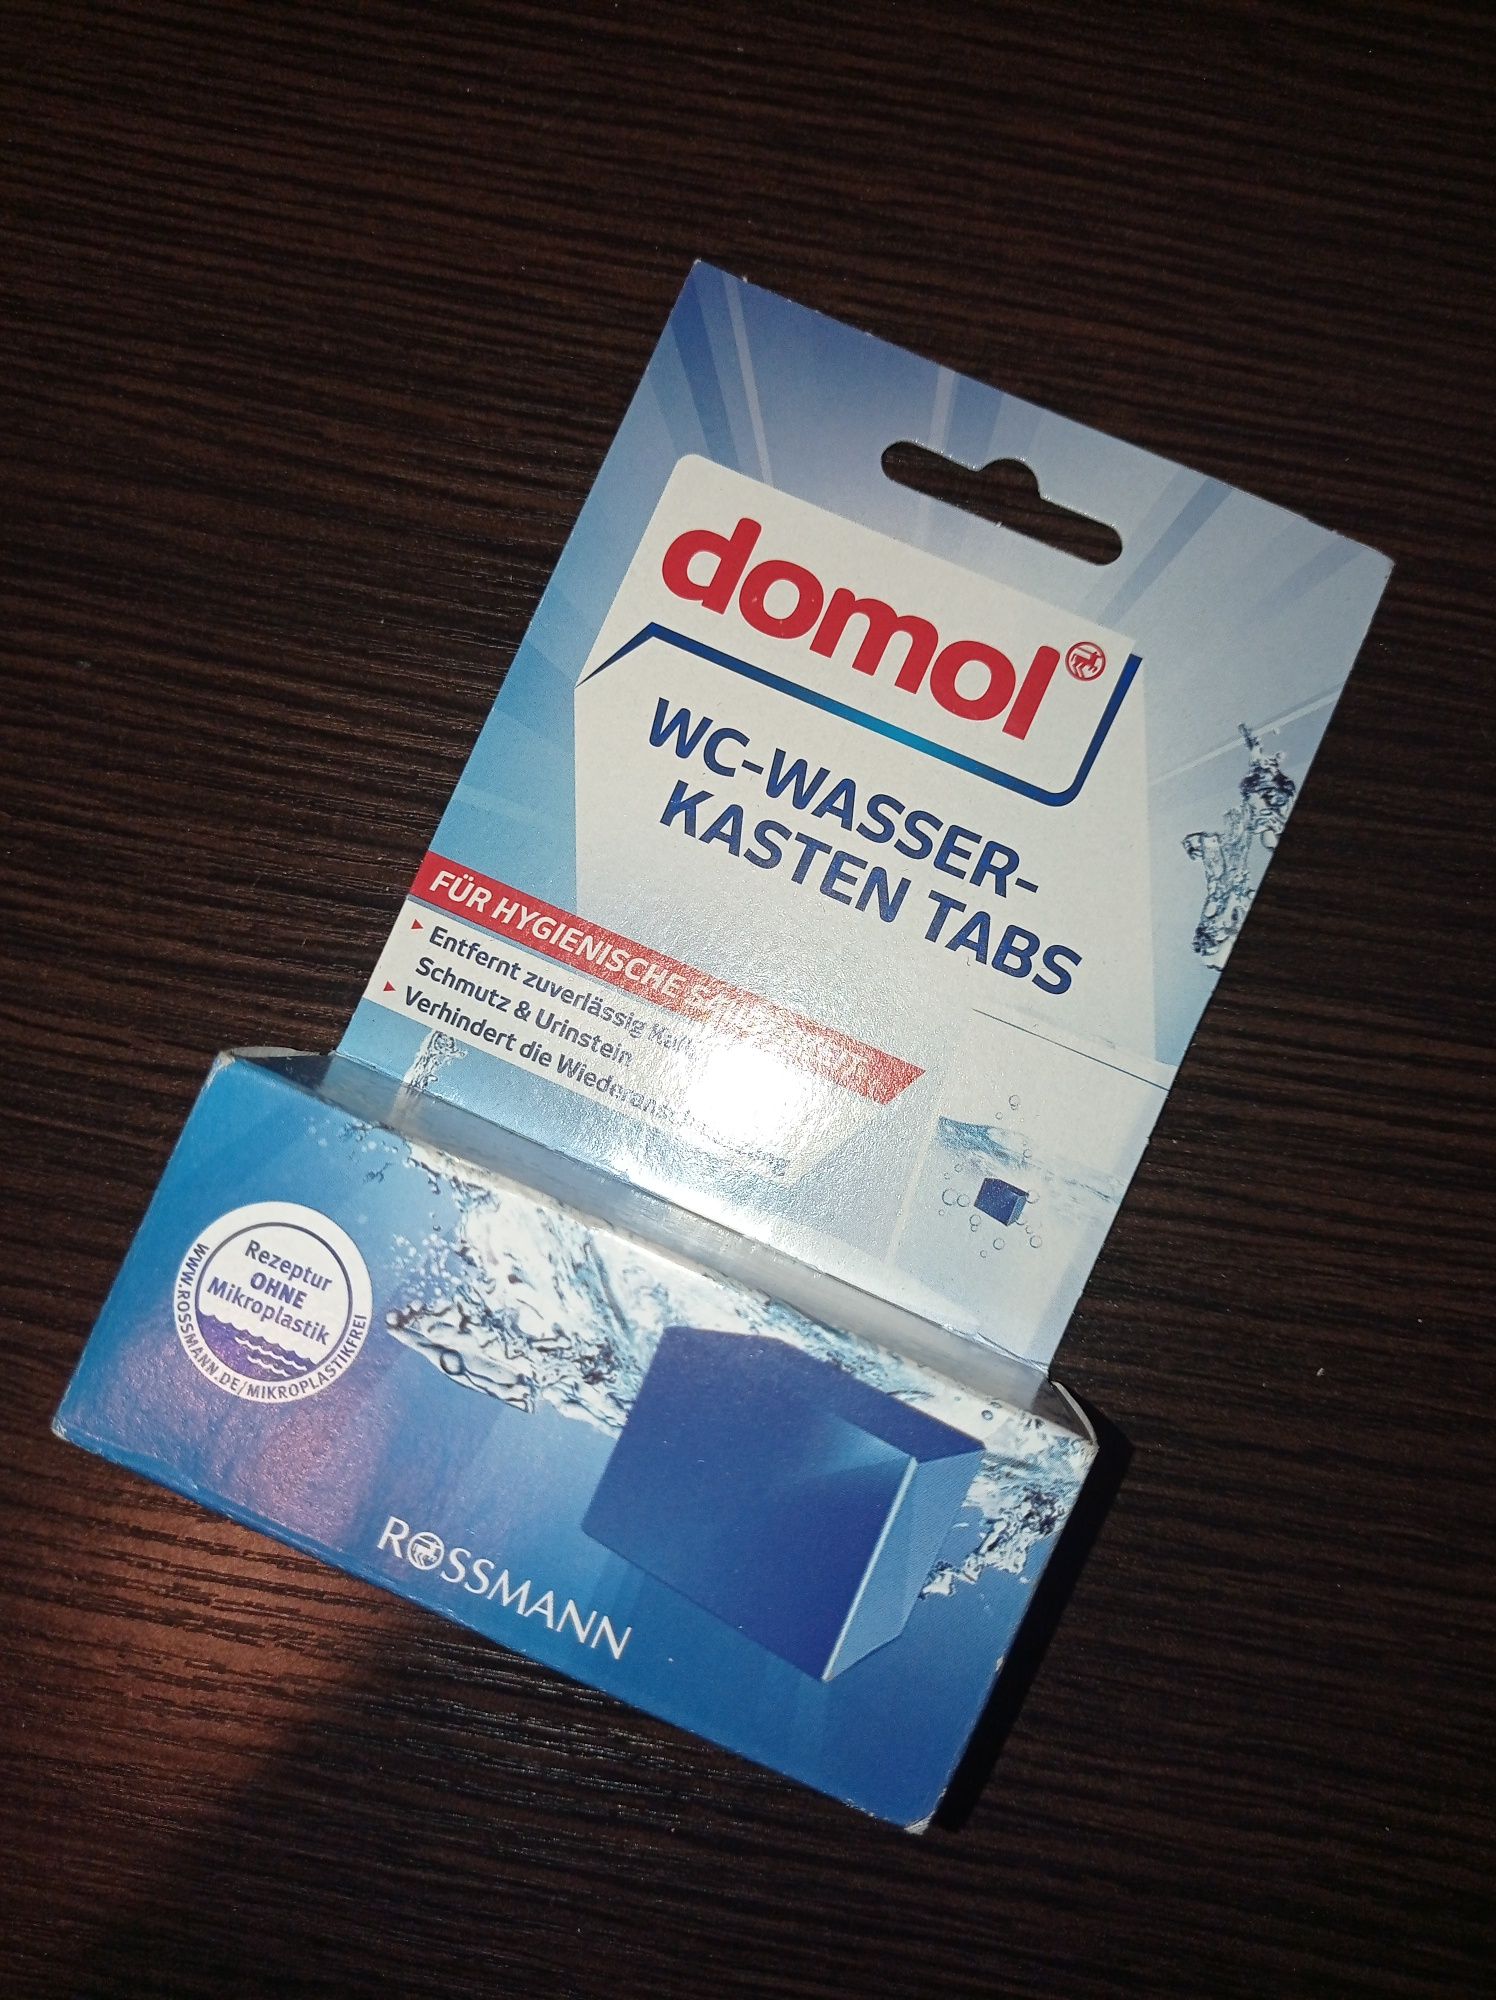 domol
WC-WASSER-
KASTEN TABS
FÜR HYGIENISCHE
Entfernt zuverlässig
Schmutz & Urinstein
Verhindert die
Rezeptur
OHNE
Mikroplastik
WWW.ROSSMANN.DE/MIKROPLASTIKFREI
ROSSMANN